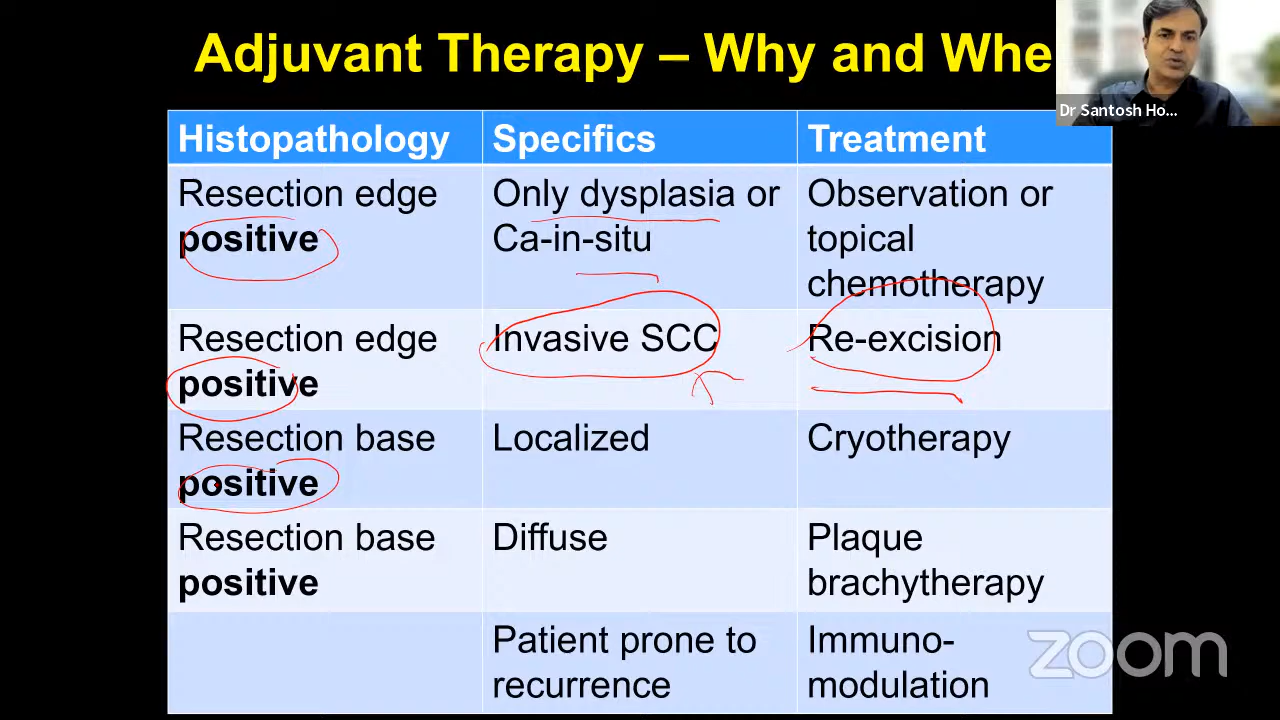 Adjuvant Therapy – Why and Whe
Dr Santosh Ho...
Histopathology Specifics Treatment
Resection edge Only dysplasia or Observation or
positive Ca-in-situ topical
chemotherapy
Resection edge Invasive SCC Re-excision
positive
Resection base Localized Cryotherapy
positive
Resection base Diffuse Plaque
positive brachytherapy
Patient prone to Immuno-
recurrence modulation
zoom